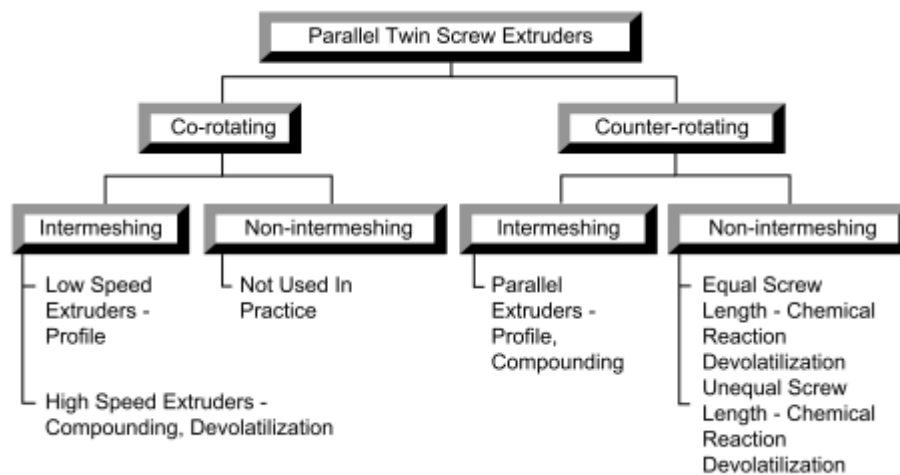 Parallel Twin Screw Extruders
Co-rotating
Counter-rotating
Intermeshing
Non-intermeshing
Intermeshing
Non-intermeshing
Low Speed
Extruders -
Profile
High Speed Extruders -
Compounding, Devolatilization
Not Used In
Practice
Parallel
Extruders -
Profile,
Compounding
Equal Screw
Length - Chemical
Reaction
Devolatilization
Unequal Screw
Length - Chemical
Reaction
Devolatilization